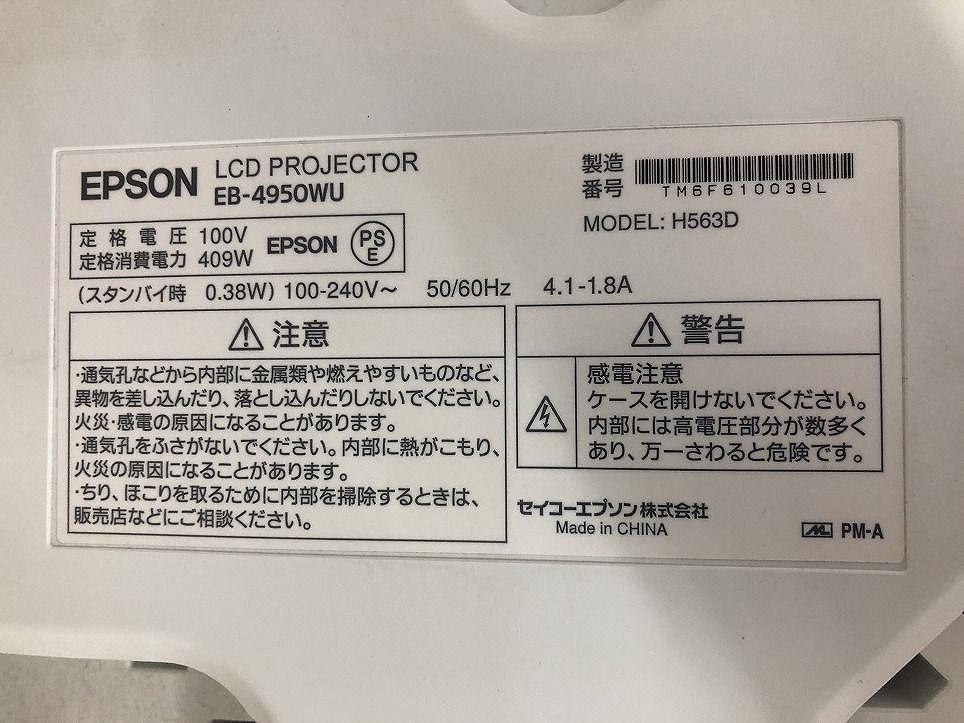 EPSON LCD PROJECTOR
EB-4950WU
製造
番号
TM6F610039L
MODEL: H563D
定格電圧 100V
定格消費電力 409W
EPSON
PS
E
(スタンバイ時 0.38W) 100-240V～ 50/60Hz 4.1-1.8A
注意
・通気孔などから内部に金属類や燃えやすいものなど、
異物を差し込んだり、落とし込んだりしないでください。
火災・感電の原因になることがあります。
・通気孔をふさがないでください。内部に熱がこもり、
火災の原因になることがあります。
・ちり、ほこりを取るために内部を掃除するときは、
販売店などにご相談ください。
警告
感電注意
ケースを開けないでください。
内部には高電圧部分が数多く
あり、万一さわると危険です。
セイコーエプソン株式会社
Made in CHINA
PM-A